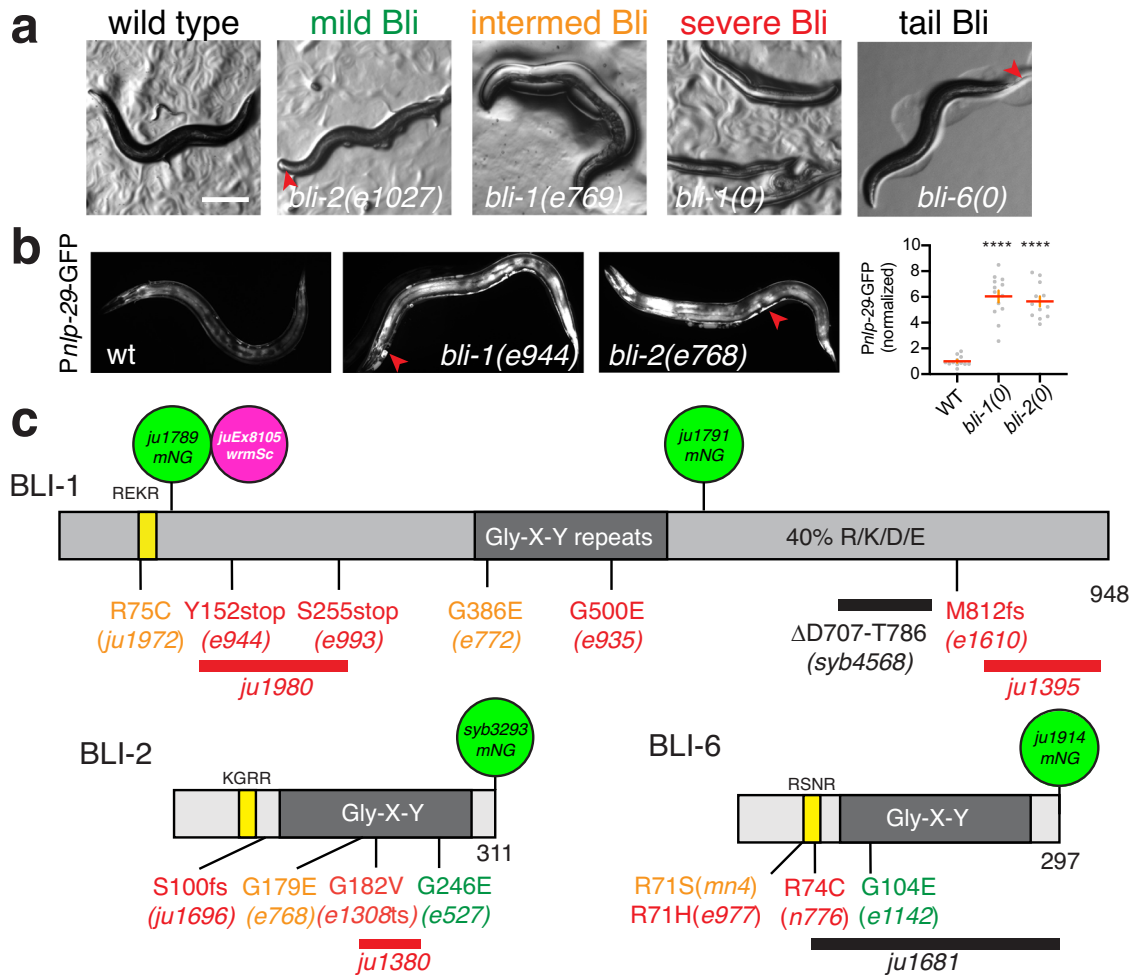 a
wild type
mild Bli
intermed Bli
severe Bli
tail Bli
bli-2(e1027)
bli-1(e769)
bli-1(0)
bli-6(0)
b
Pnlp-29-GFP
wt
bli-1(e944)
bli-2(e768)
Pnlp-29-GFP
(normalized)
10
8
6
4
2
0
**** ****
WT
bli-1(0)
bli-2(0)
c
BLI-1
ju1789
mNG
juEx8105
wrmSc
ju1791
mNG
REKR
Gly-X-Y repeats
40% R/K/D/E
948
R75C
(ju1972)
Y152stop
(e944)
S255stop
(e993)
ju1980
G386E
(e772)
G500E
(e935)
ΔD707-T786
(syb4568)
M812fs
(e1610)
ju1395
BLI-2
syb3293
mNG
KGRR
Gly-X-Y
311
S100fs
(ju1696)
G179E
(e768)
G182V
(e1308ts)
G246E
(e527)
ju1380
BLI-6
ju1914
mNG
RSNR
Gly-X-Y
297
R71S(mn4)
R71H(e977)
R74C
(n776)
G104E
(e1142)
ju1681